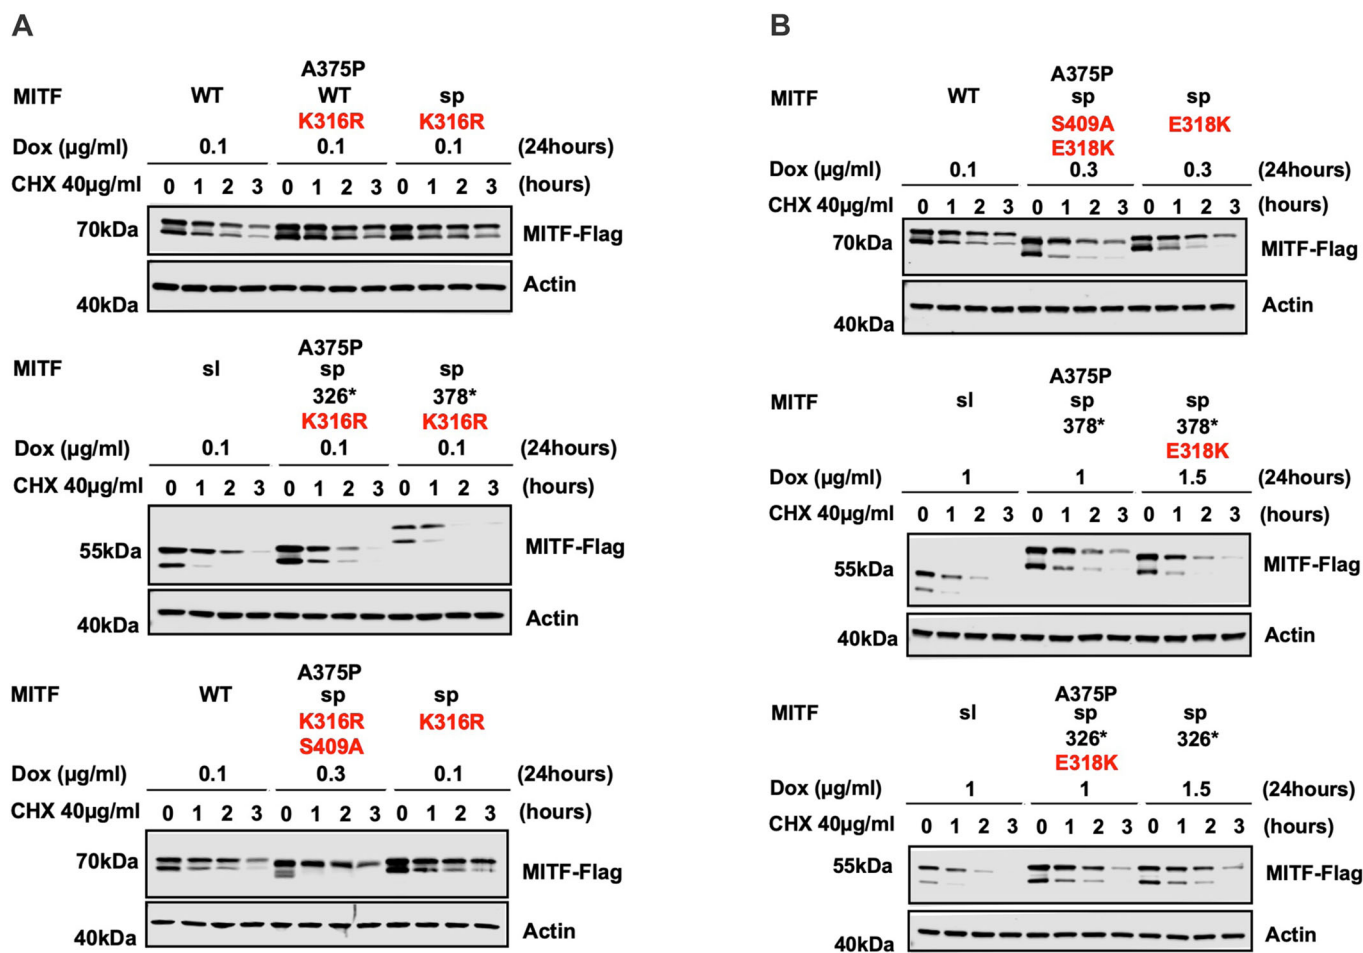 A
A375P
MITF WT WT sp
K316R K316R
Dox (µg/ml) 0.1 0.1 0.1 (24hours)
CHX 40µg/ml 0 1 2 3 0 1 2 3 0 1 2 3 (hours)
70kDa MITF-Flag
Actin
40kDa
A375P
MITF sl sp sp
326* 378*
K316R K316R
Dox (µg/ml) 0.1 0.1 0.1 (24hours)
CHX 40µg/ml 0 1 2 3 0 1 2 3 0 1 2 3 (hours)
55kDa MITF-Flag
Actin
40kDa
A375P
MITF WT sp sp
K316R K316R
S409A
Dox (µg/ml) 0.1 0.3 0.1 (24hours)
CHX 40µg/ml 0 1 2 3 0 1 2 3 0 1 2 3 (hours)
70kDa MITF-Flag
Actin
40kDa
B
A375P
MITF WT sp sp
S409A E318K
E318K
Dox (µg/ml) 0.1 0.3 0.3 (24hours)
CHX 40µg/ml 0 1 2 3 0 1 2 3 0 1 2 3 (hours)
70kDa MITF-Flag
Actin
40kDa
A375P
MITF sl sp sp
378* 378*
E318K
Dox (µg/ml) 1 1 1.5 (24hours)
CHX 40µg/ml 0 1 2 3 0 1 2 3 0 1 2 3 (hours)
55kDa MITF-Flag
Actin
40kDa
A375P
MITF sl sp sp
326* 326*
E318K
Dox (µg/ml) 1 1 1.5 (24hours)
CHX 40µg/ml 0 1 2 3 0 1 2 3 0 1 2 3 (hours)
55kDa MITF-Flag
Actin
40kDa